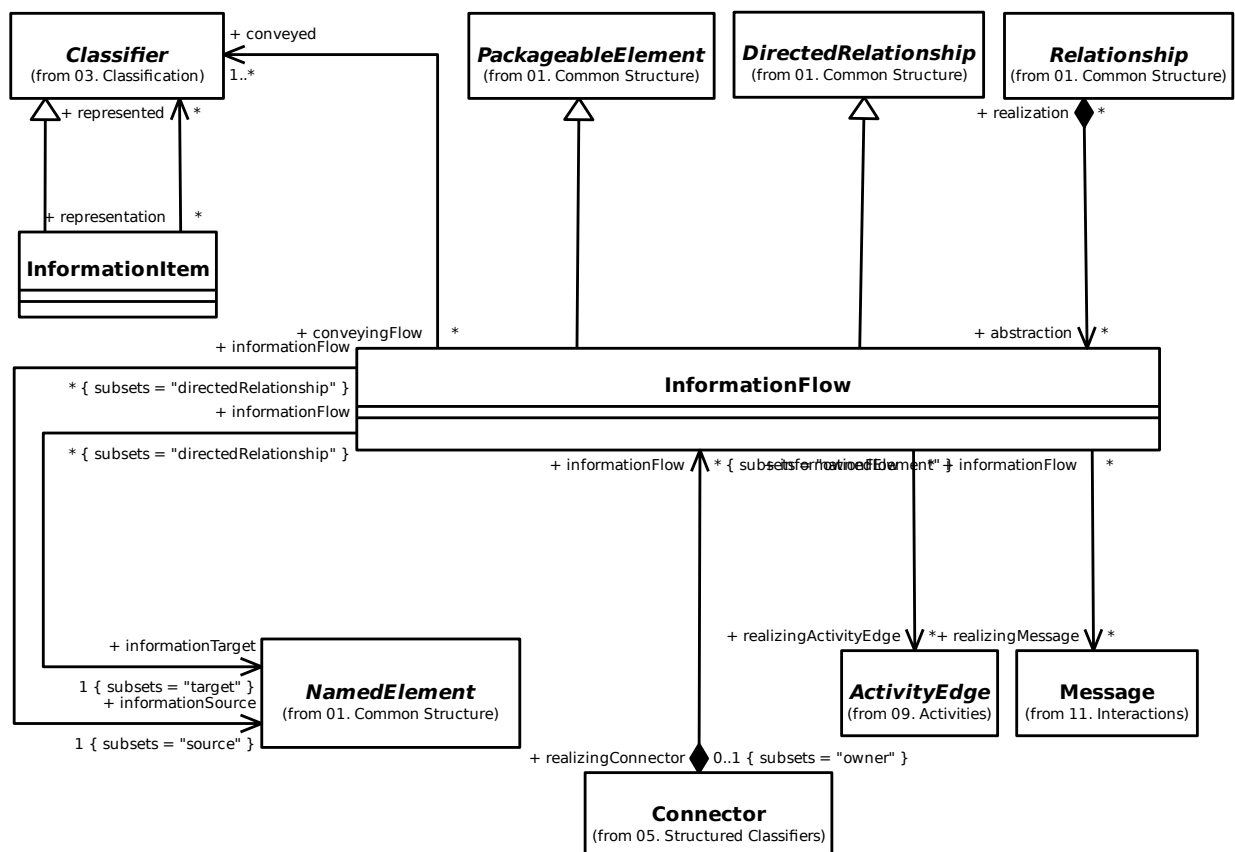 Classifier
(from 03. Classification)
+ conveyed
1..*
PackageableElement
(from 01. Common Structure)
DirectedRelationship
(from 01. Common Structure)
Relationship
(from 01. Common Structure)
+ represented
*
+ realization
*
+ representation
*
InformationItem
+ conveyingFlow
*
+ abstraction
*
+ informationFlow
* { subsets = "directedRelationship" }
+ informationFlow
* { subsets = "directedRelationship" }
InformationFlow
+ informationFlow
* { subsets = "ownedElement" }
+ informationFlow
*
+ informationFlow
*
+ informationTarget
1 { subsets = "target" }
+ informationSource
1 { subsets = "source" }
NamedElement
(from 01. Common Structure)
+ realizingActivityEdge
*
+ realizingMessage
*
ActivityEdge
(from 09. Activities)
Message
(from 11. Interactions)
+ realizingConnector
0..1 { subsets = "owner" }
Connector
(from 05. Structured Classifiers)